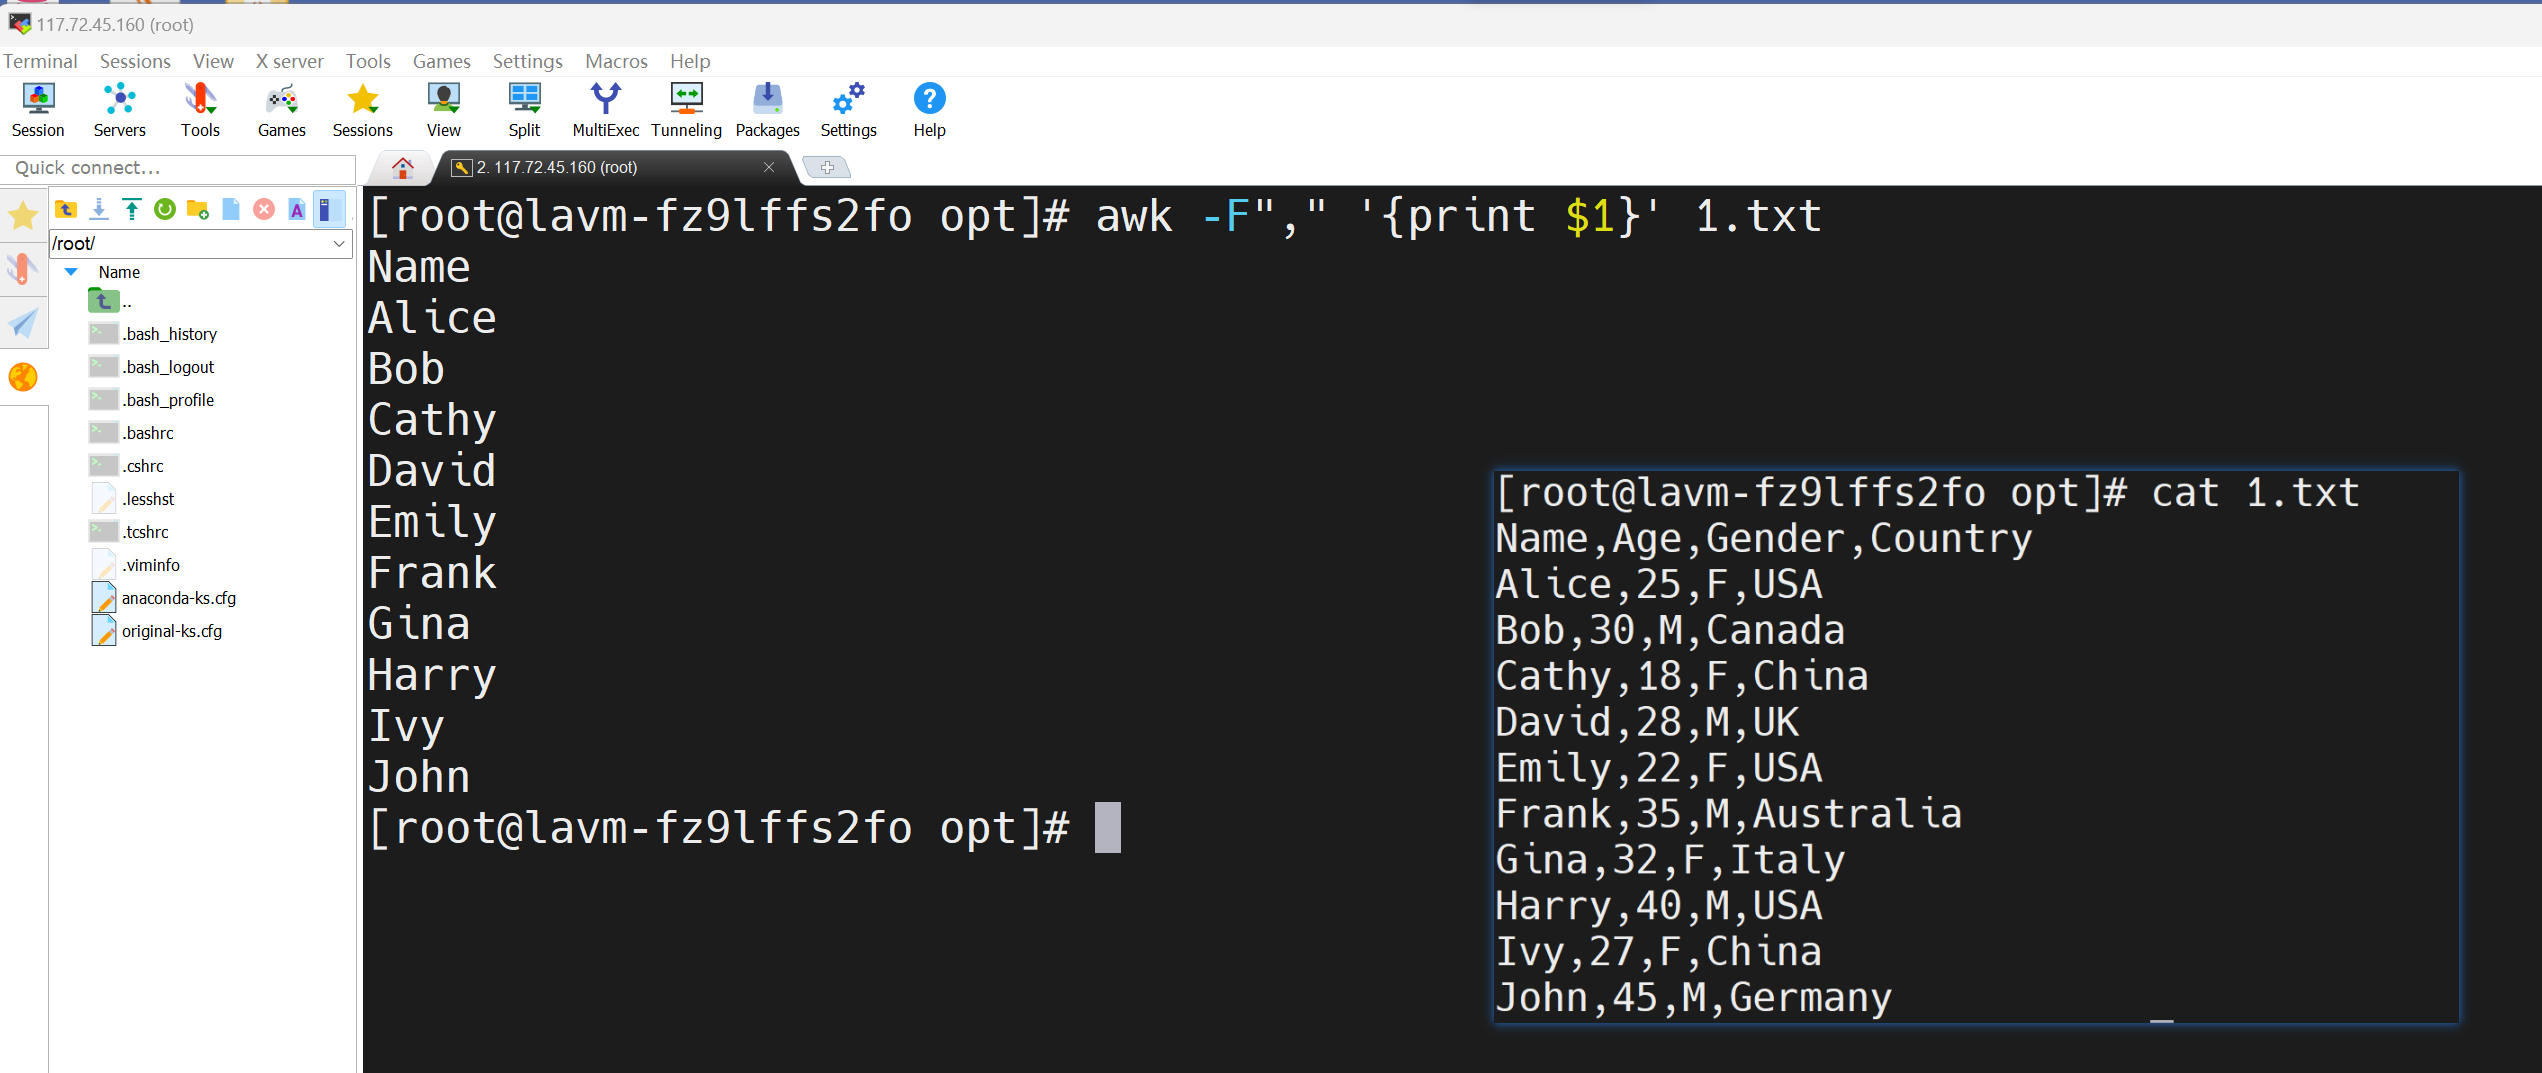 117.72.45.160 (root)
Terminal Sessions View X server Tools Games Settings Macros Help
Session Servers Tools Games Sessions View Split MultiExec Tunneling Packages Settings Help
Quick connect...
2. 117.72.45.160 (root)
/root/
Name
..
.bash_history
.bash_logout
.bash_profile
.bashrc
.cshrc
.lesshst
.tcshrc
.viminfo
anaconda-ks.cfg
original-ks.cfg
[root@lavm-fz9lffs2fo opt]# awk -F"," '{print $1}' 1.txt
Name
Alice
Bob
Cathy
David
Emily
Frank
Gina
Harry
Ivy
John
[root@lavm-fz9lffs2fo opt]#
[root@lavm-fz9lffs2fo opt]# cat 1.txt
Name,Age,Gender,Country
Alice,25,F,USA
Bob,30,M,Canada
Cathy,18,F,China
David,28,M,UK
Emily,22,F,USA
Frank,35,M,Australia
Gina,32,F,Italy
Harry,40,M,USA
Ivy,27,F,China
John,45,M,Germany